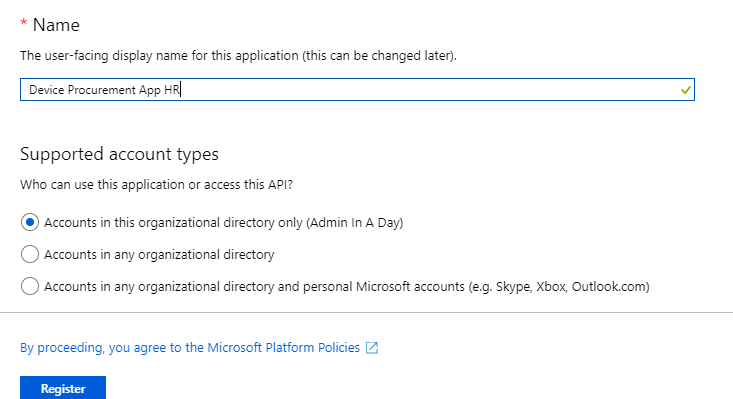 * Name
The user-facing display name for this application (this can be changed later).
Device Procurement App HR
Supported account types
Who can use this application or access this API?
Accounts in this organizational directory only (Admin In A Day)
Accounts in any organizational directory
Accounts in any organizational directory and personal Microsoft accounts (e.g. Skype, Xbox, Outlook.com)
By proceeding, you agree to the Microsoft Platform Policies
Register